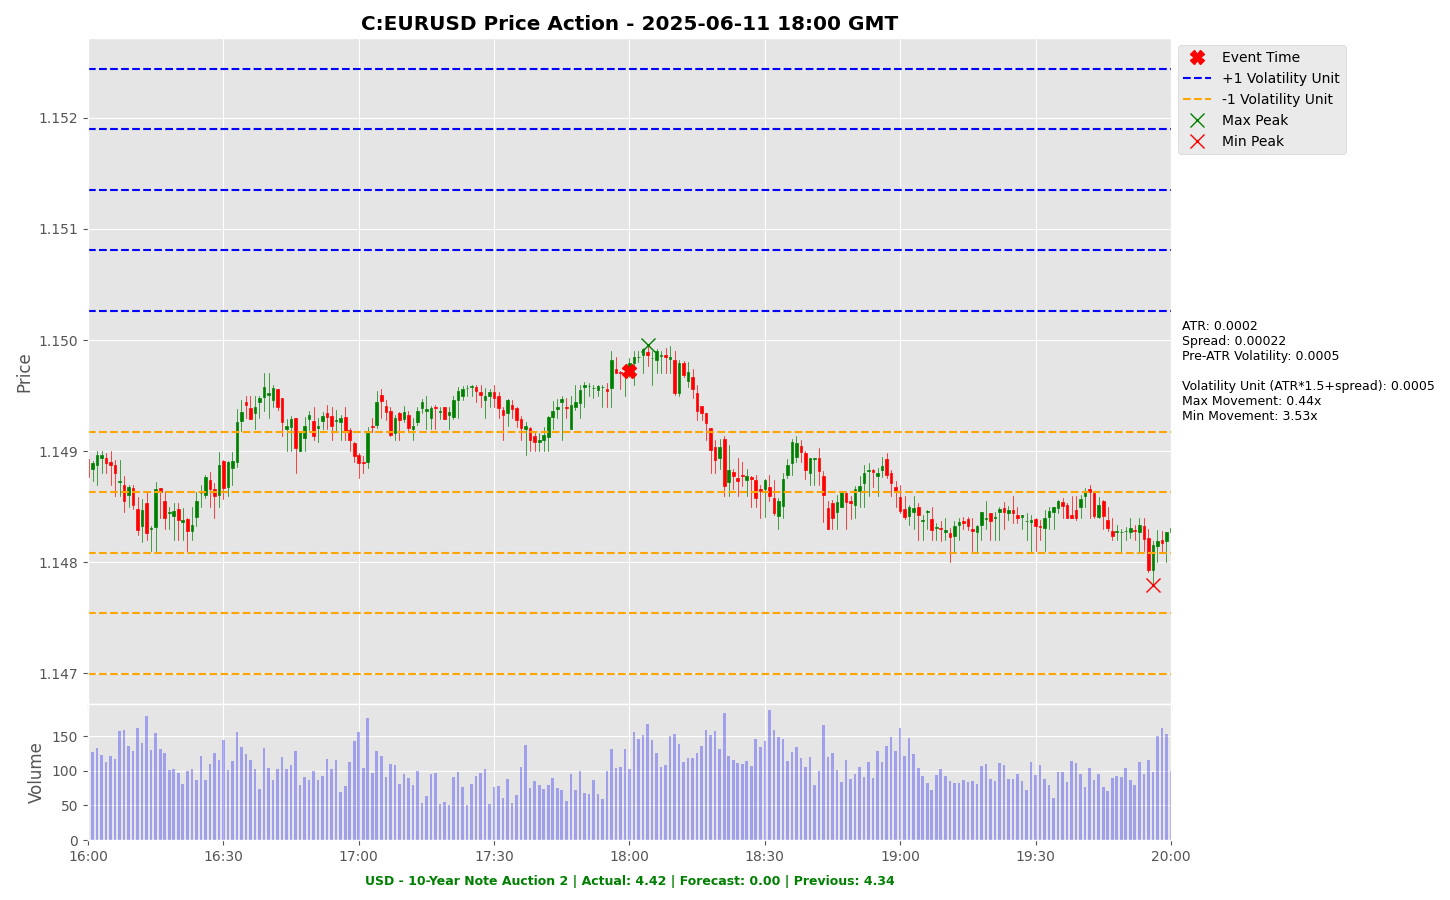 C:EURUSD Price Action - 2025-06-11 18:00 GMT
Event Time
+1 Volatility Unit
-1 Volatility Unit
Max Peak
Min Peak
1.152
1.151
1.150
1.149
1.148
1.147
Price
ATR: 0.0002
Spread: 0.00022
Pre-ATR Volatility: 0.0005
Volatility Unit (ATR*1.5+spread): 0.0005
Max Movement: 0.44x
Min Movement: 3.53x
150
100
50
0
Volume
16:00 16:30 17:00 17:30 18:00 18:30 19:00 19:30 20:00
USD - 10-Year Note Auction 2 | Actual: 4.42 | Forecast: 0.00 | Previous: 4.34